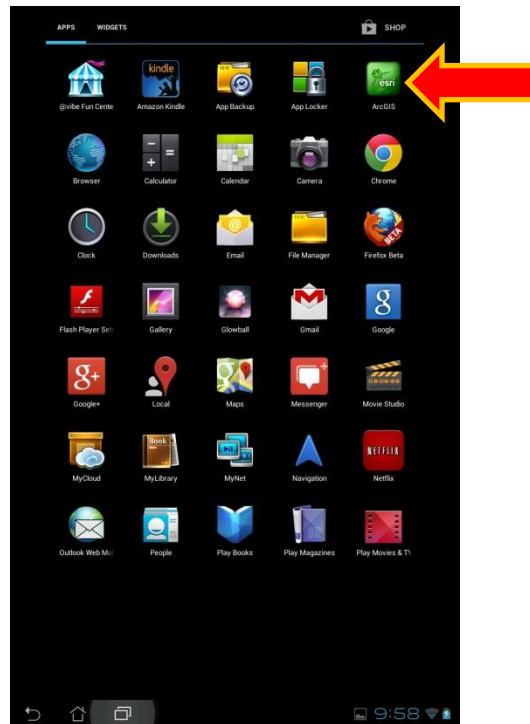 APPS WIDGETS SHOP
kindle esri
@vibe Fun Cente Amazon Kindle App Backup App Locker ArcGIS
Browser Calculator Calendar Camera Chrome
BETA
Clock Downloads Email File Manager Firefox Beta
g
Flash Player Set Gallery Glowball Gmail Google
g+ Book
Google+ Local Maps Messenger Movie Studio
NETFLIX
MyCloud MyLibrary MyNet Navigation Netflix
Outlook Web Mo People Play Books Play Magazines Play Movies & TV
9:58